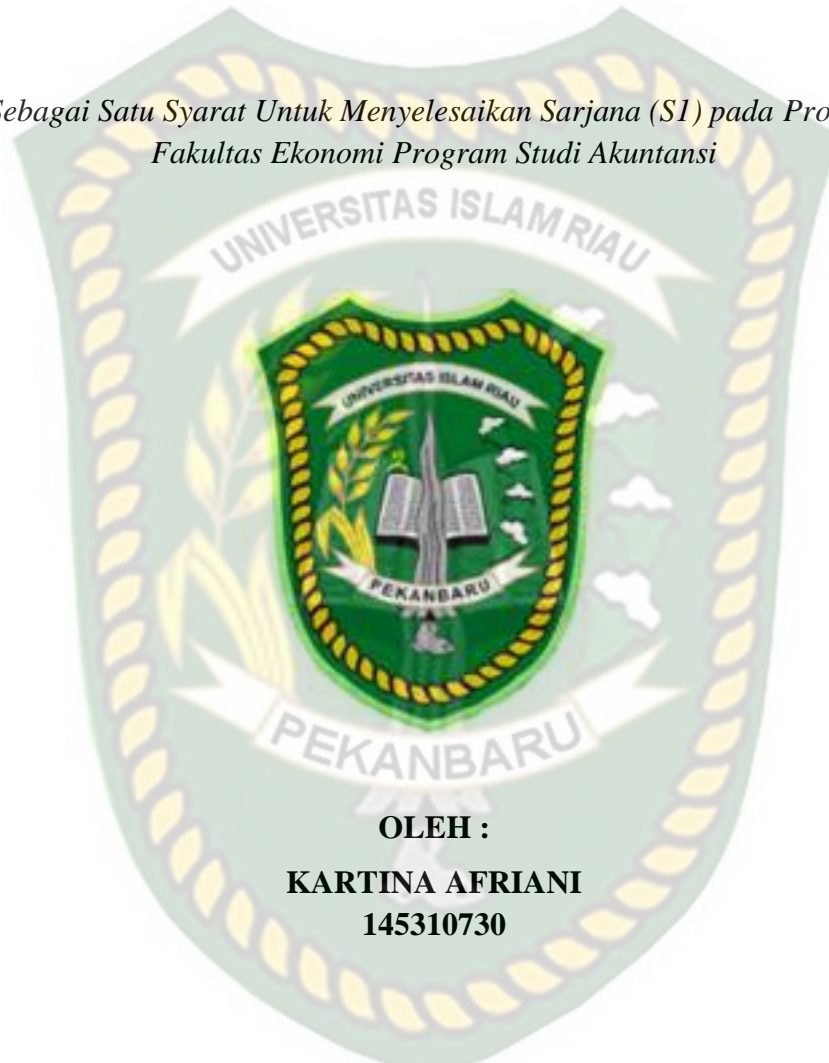 Sebagai Satu Syarat Untuk Menyelesaikan Sarjana (S1) pada Pro
Fakultas Ekonomi Program Studi Akuntansi
UNIVERSITAS ISLAM RIAU
UNIVERSITAS ISLAM RIAU
PEKANBARU
PEKANBARU
OLEH :
KARTINA AFRIANI
145310730